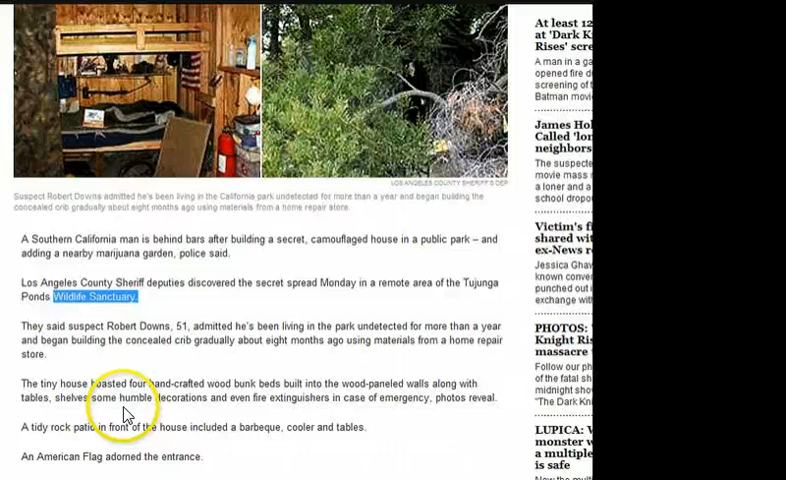 LOS ANGELES COUNTY SHERIFF'S DEP
Suspect Robert Downs admitted he's been living in the California park undetected for more than a year and began building the
concealed crib gradually about eight months ago using materials from a home repair store.
A Southern California man is behind bars after building a secret, camouflaged house in a public park – and
adding a nearby marijuana garden, police said.
Los Angeles County Sheriff deputies discovered the secret spread Monday in a remote area of the Tujunga
Ponds Wildlife Sanctuary.
They said suspect Robert Downs, 51, admitted he's been living in the park undetected for more than a year
and began building the concealed crib gradually about eight months ago using materials from a home repair
store.
The tiny house boasted four hand-crafted wood bunk beds built into the wood-paneled walls along with
tables, shelves some humble decorations and even fire extinguishers in case of emergency, photos reveal.
A tidy rock patio in front of the house included a barbeque, cooler and tables.
An American Flag adorned the entrance.
At least 12
at 'Dark K
Rises' scre
A man in a ga
opened fire d
screening of t
Batman movi
James Hol
Called 'lon
neighbors
The suspecte
movie mass m
a loner and a
school dropou
Victim's fi
shared wit
ex-News r
Jessica Ghaw
known conver
punched out i
exchange with
PHOTOS:
Knight Ris
massacre
Follow our ph
of the fatal sh
midnight show
"The Dark Kni
LUPICA:
monster w
a multiple
is safe
Now the mult